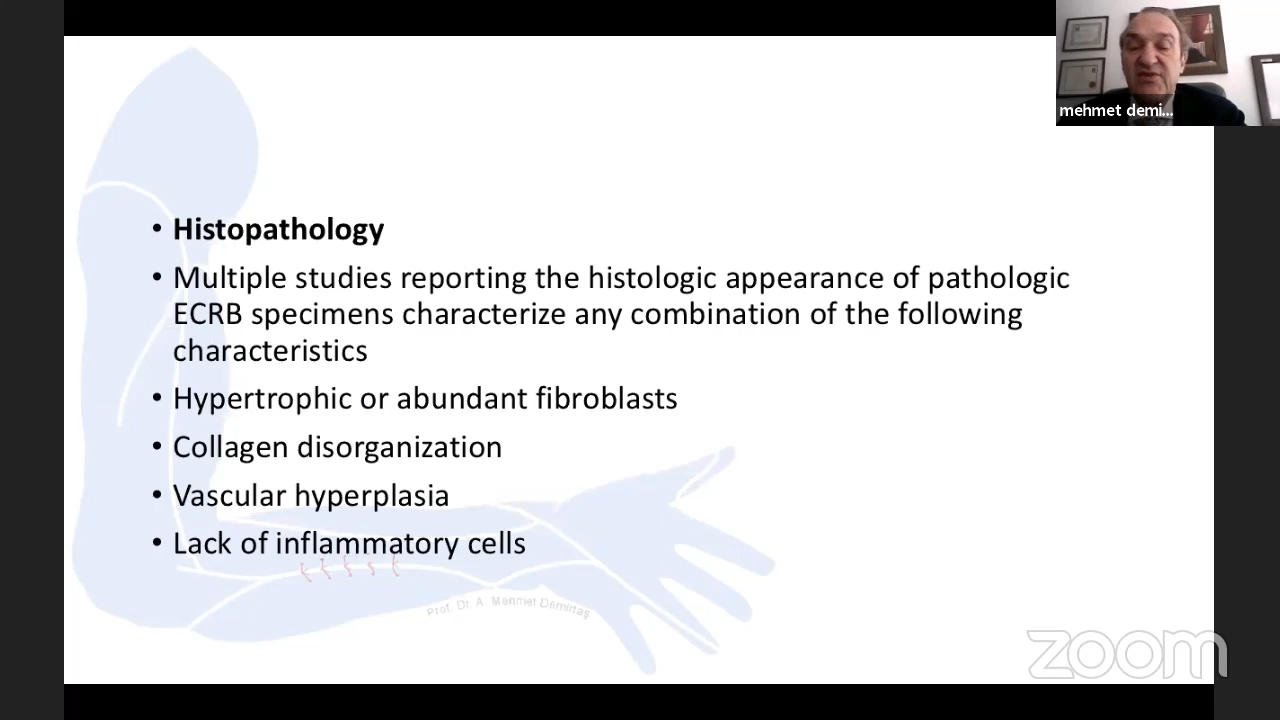 mehmet demi...
• Histopathology
• Multiple studies reporting the histologic appearance of pathologic
ECRB specimens characterize any combination of the following
characteristics
• Hypertrophic or abundant fibroblasts
• Collagen disorganization
• Vascular hyperplasia
• Lack of inflammatory cells
Prof. Dr. A. Mehmet Demirtaş
zoom